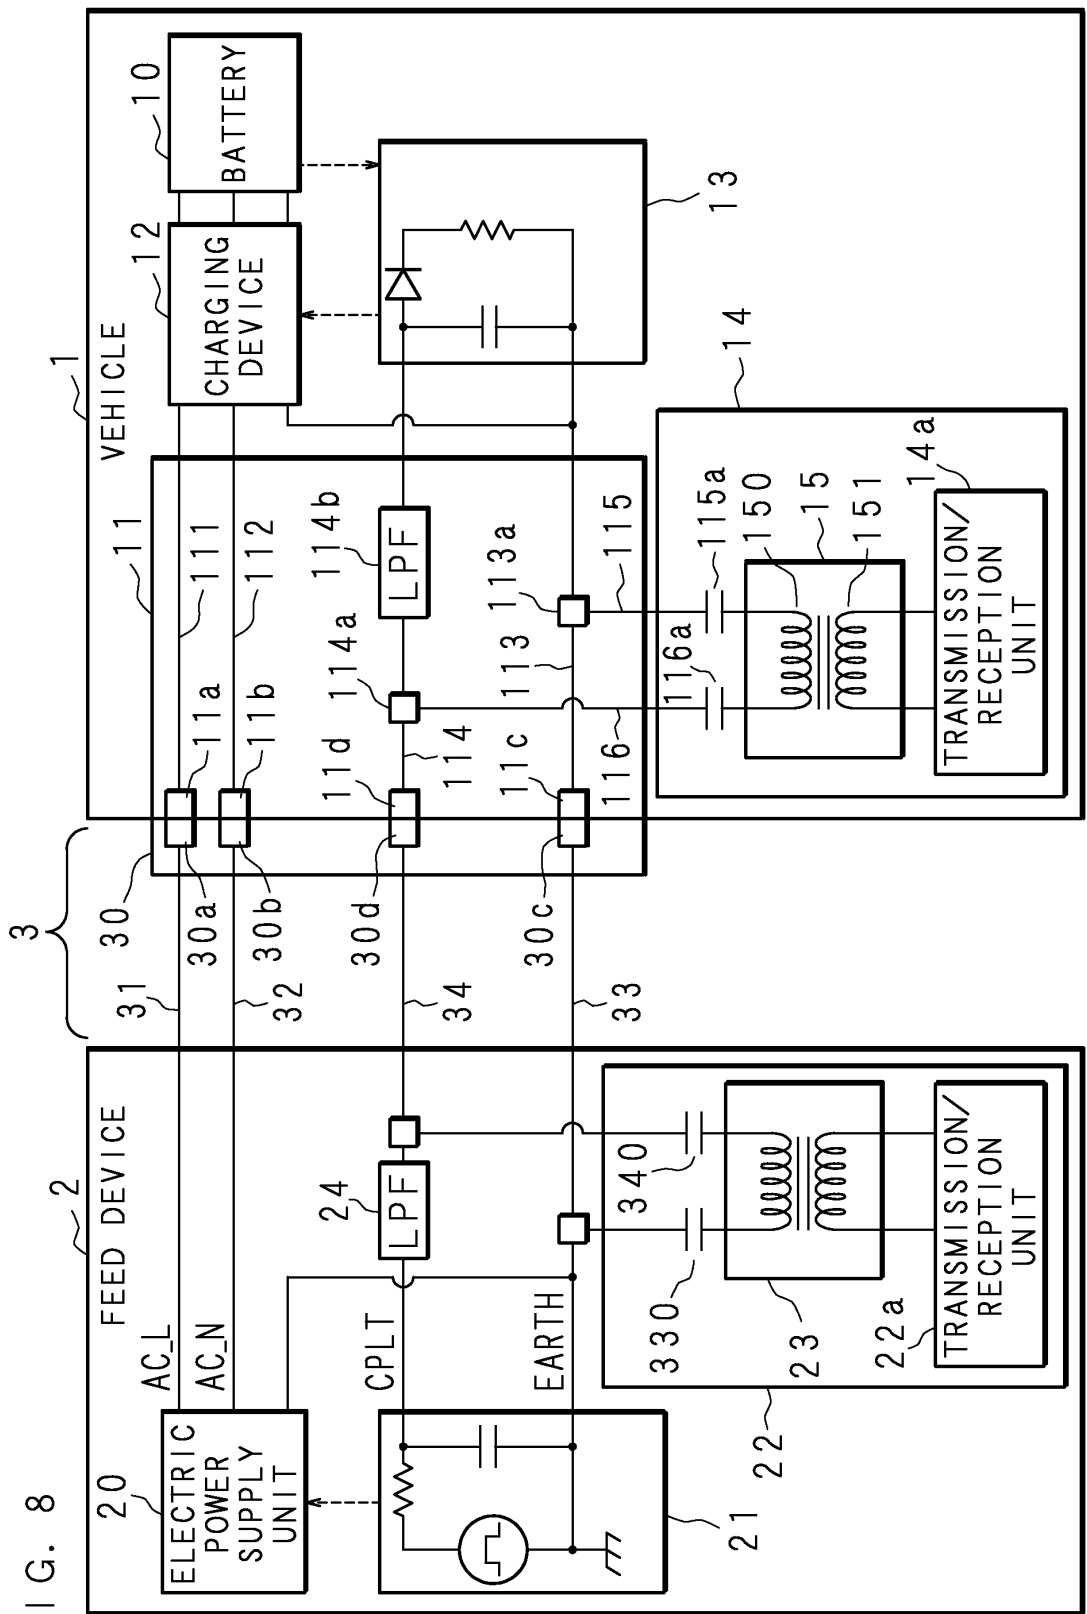 IG. 8
FEED DEVICE
2
3
1
VEHICLE
20
ELECTRIC
POWER
SUPPLY
UNIT
AC_L
AC_N
31
32
30
30a
30b
11
11a
11b
111
112
12
CHARGING
DEVICE
10
BATTERY
CPLT
24
LPF
34
30d
11d
114
114a
114b
LPF
EARTH
33
30c
11c
113
113a
13
21
22
330
340
23
22a
TRANSMISSION/
RECEPTION
UNIT
116
115
116a
115a
150
15
151
14
14a
TRANSMISSION/
RECEPTION
UNIT